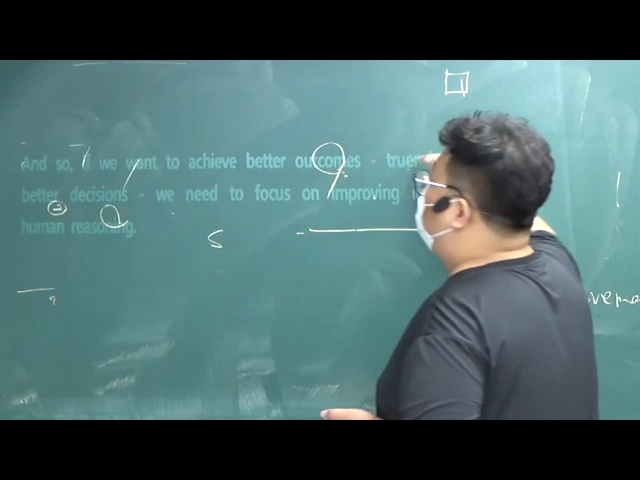 And so, if we want to achieve better outcomes - truer
better decisions - we need to focus on improving
human reasoning.
S